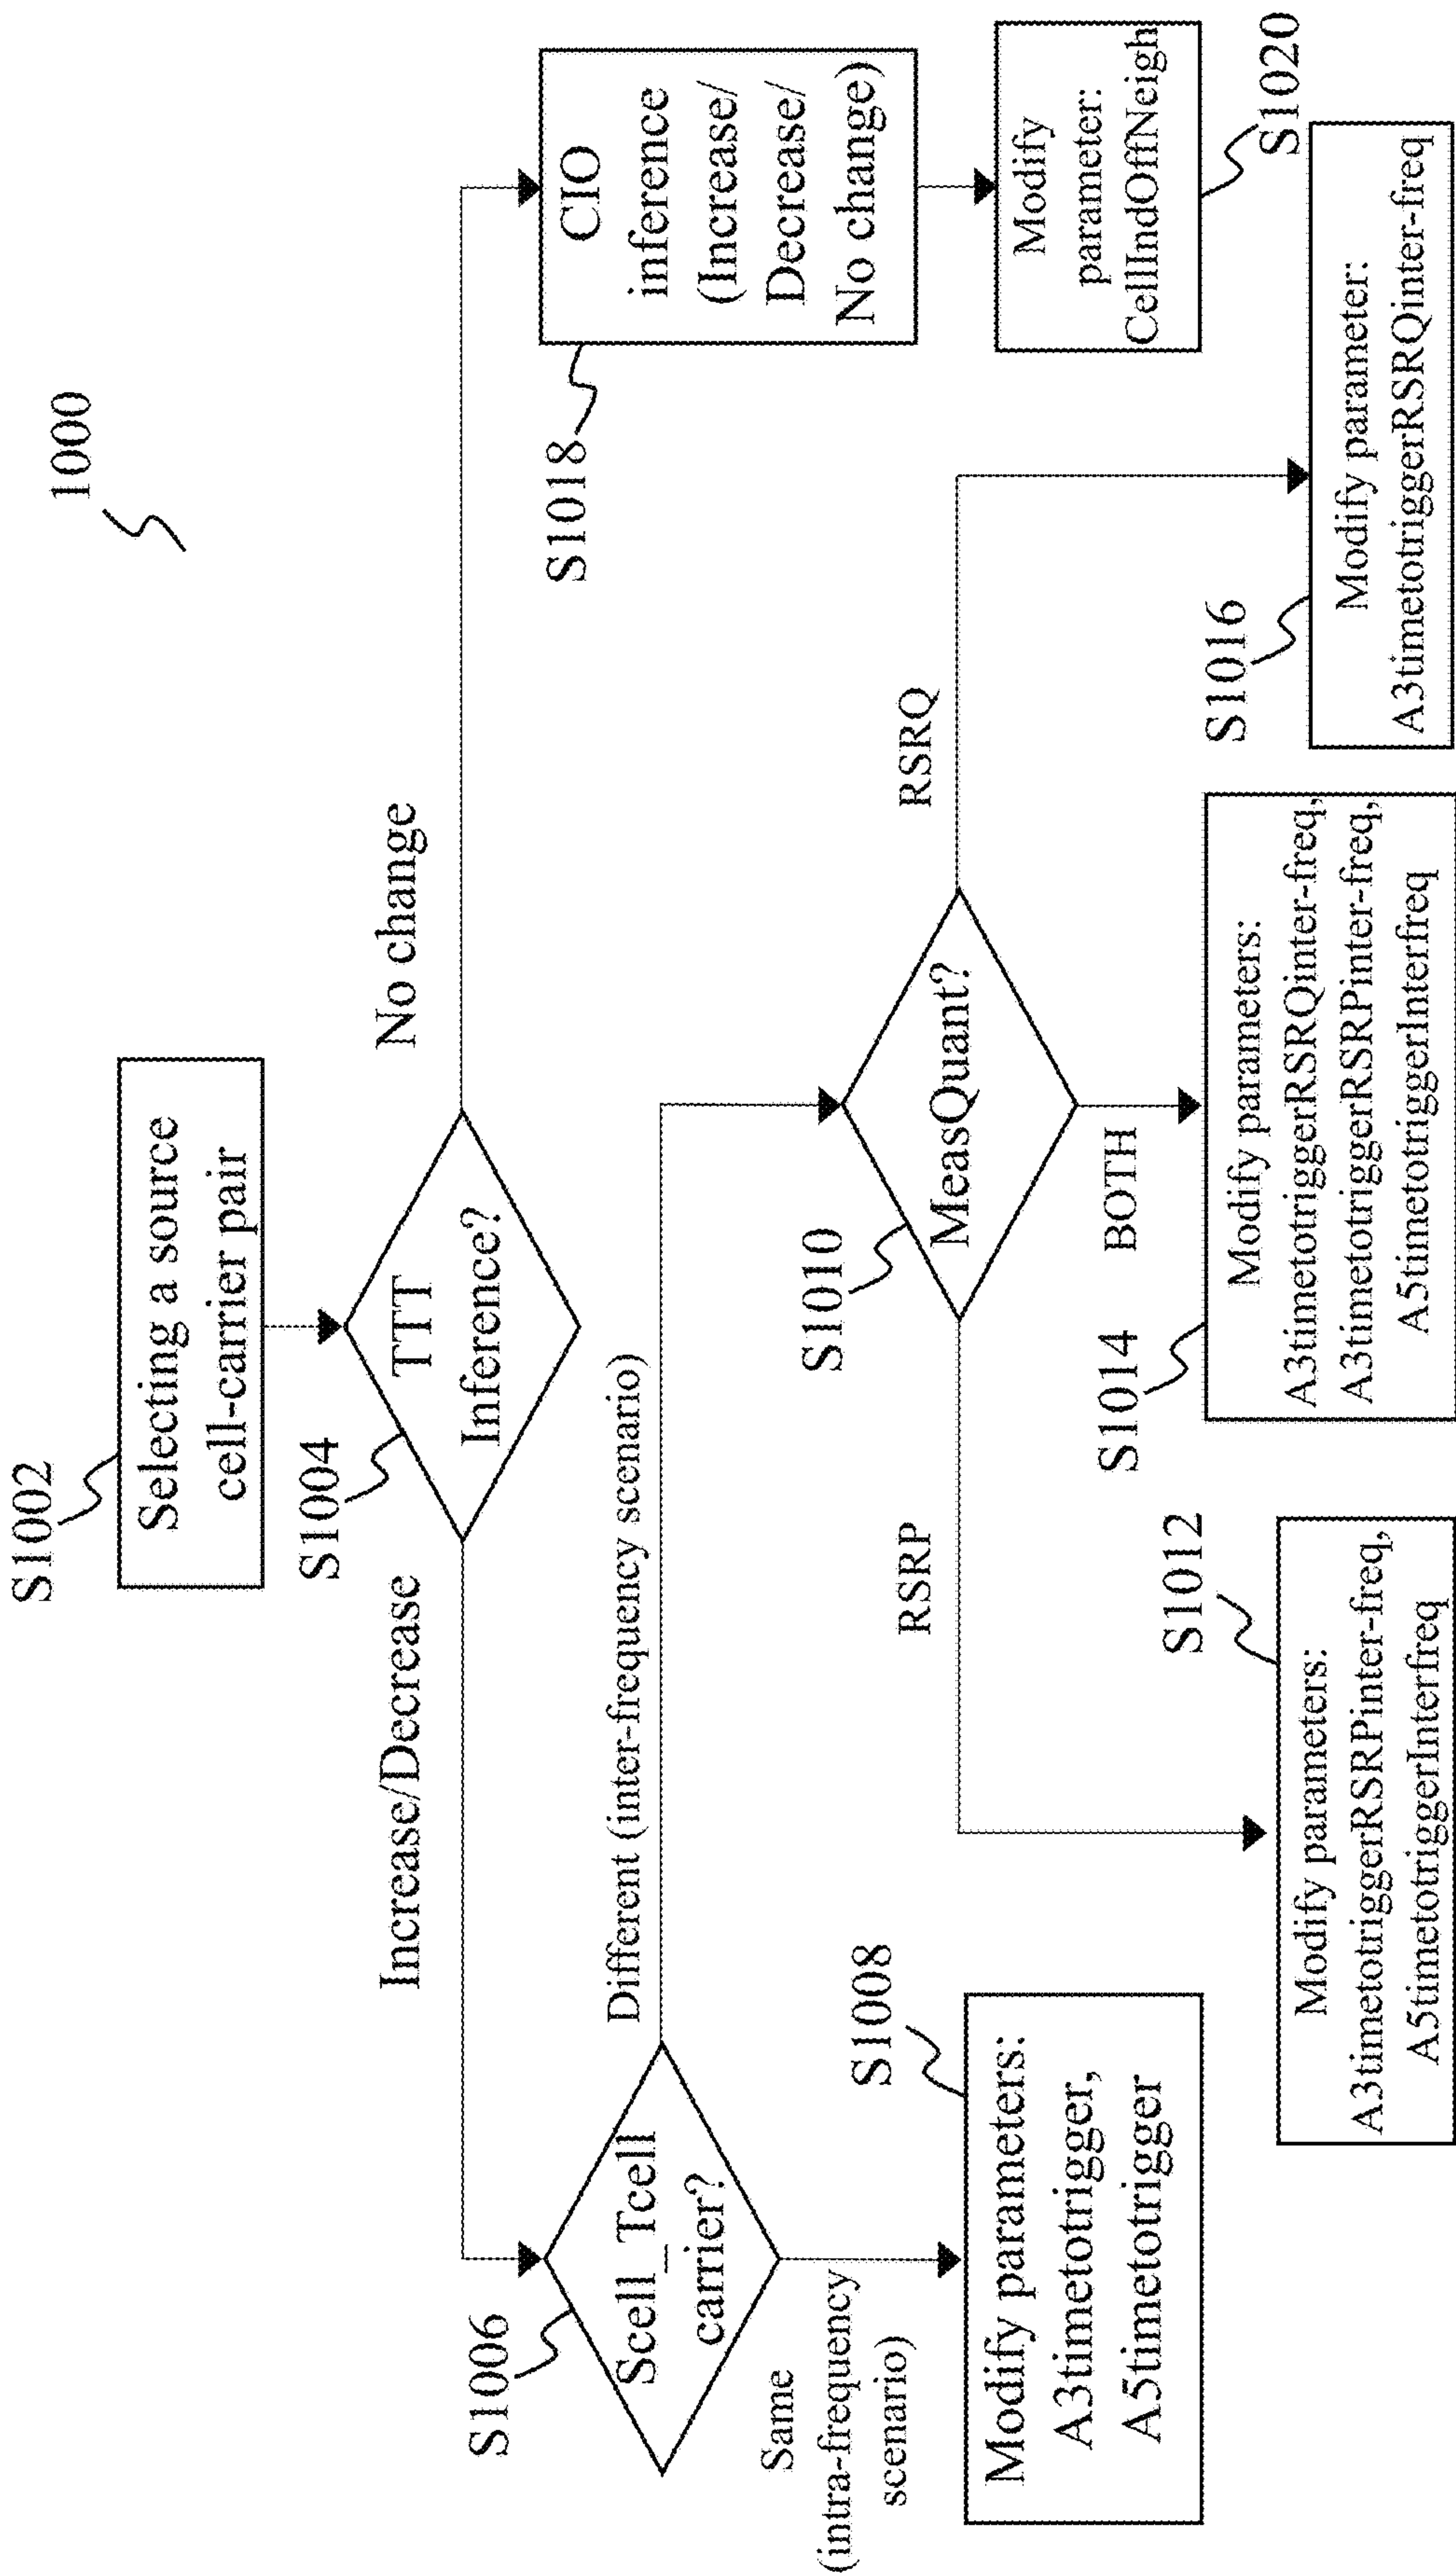 1000
S1002
Selecting a source
cell-carrier pair
S1004
TTT
Inference?
Increase/Decrease
No change
S1006
Scell_Tcell
carrier?
Different (inter-frequency scenario)
Same
(intra-frequency
scenario)
S1008
Modify parameters:
A3timetotrigger,
A5timetotrigger
S1010
MeasQuant?
RSRP
BOTH
RSRQ
S1012
Modify parameters:
A3timetotriggerRSRPinter-freq,
A5timetotriggerInterfreq
S1014
Modify parameters:
A3timetotriggerRSRQinter-freq,
A3timetotriggerRSRPinter-freq,
A5timetotriggerInterfreq
S1016
Modify parameter:
A3timetotriggerRSRQinter-freq
S1018
CIO
inference
(Increase/
Decrease/
No change)
Modify
parameter:
CellIndOffNeigh
S1020